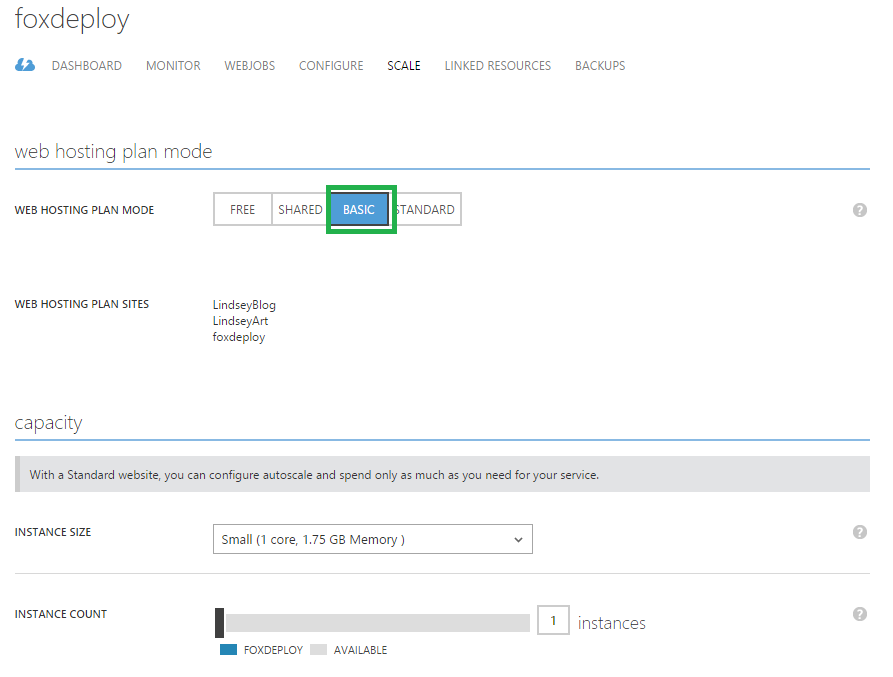 foxdeploy
DASHBOARD MONITOR WEBJOBS CONFIGURE SCALE LINKED RESOURCES BACKUPS
web hosting plan mode
WEB HOSTING PLAN MODE FREE SHARED BASIC STANDARD ?
WEB HOSTING PLAN SITES LindseyBlog
LindseyArt
foxdeploy
capacity
With a Standard website, you can configure autoscale and spend only as much as you need for your service.
INSTANCE SIZE Small (1 core, 1.75 GB Memory ) ?
INSTANCE COUNT 1 instances ?
FOXDEPLOY AVAILABLE